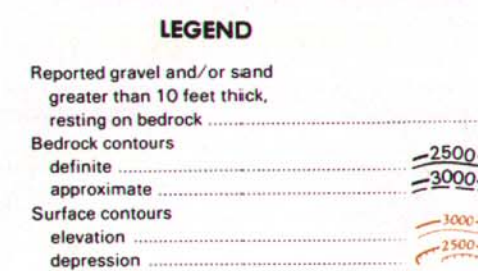 LEGEND
Reported gravel and/or sand
greater than 10 feet thick,
resting on bedrock
Bedrock contours
definite 2500
approximate 3000
Surface contours
elevation 3000
depression 2500